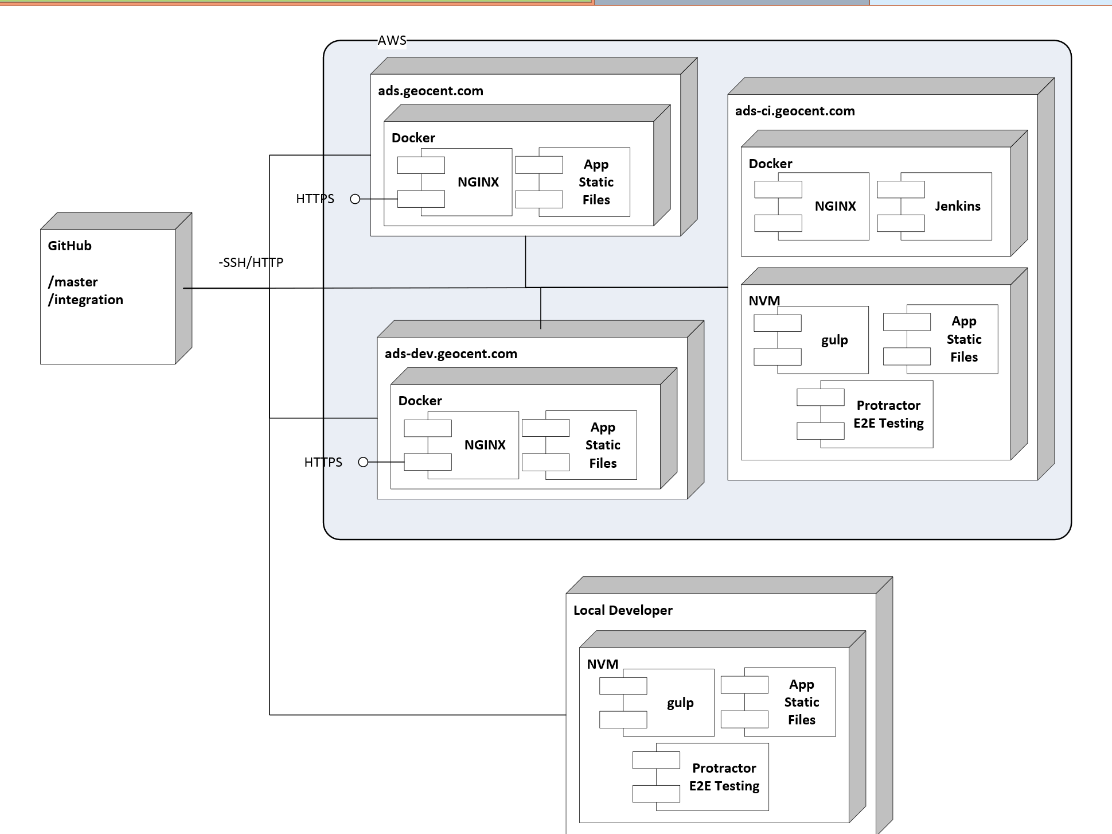 AWS
ads.geocent.com
Docker
NGINX
App
Static
Files
HTTPS
ads-ci.geocent.com
Docker
NGINX
Jenkins
NVM
gulp
App
Static
Files
Protractor
E2E Testing
GitHub
/master
/integration
-SSH/HTTP
ads-dev.geocent.com
Docker
NGINX
App
Static
Files
HTTPS
Local Developer
NVM
gulp
App
Static
Files
Protractor
E2E Testing